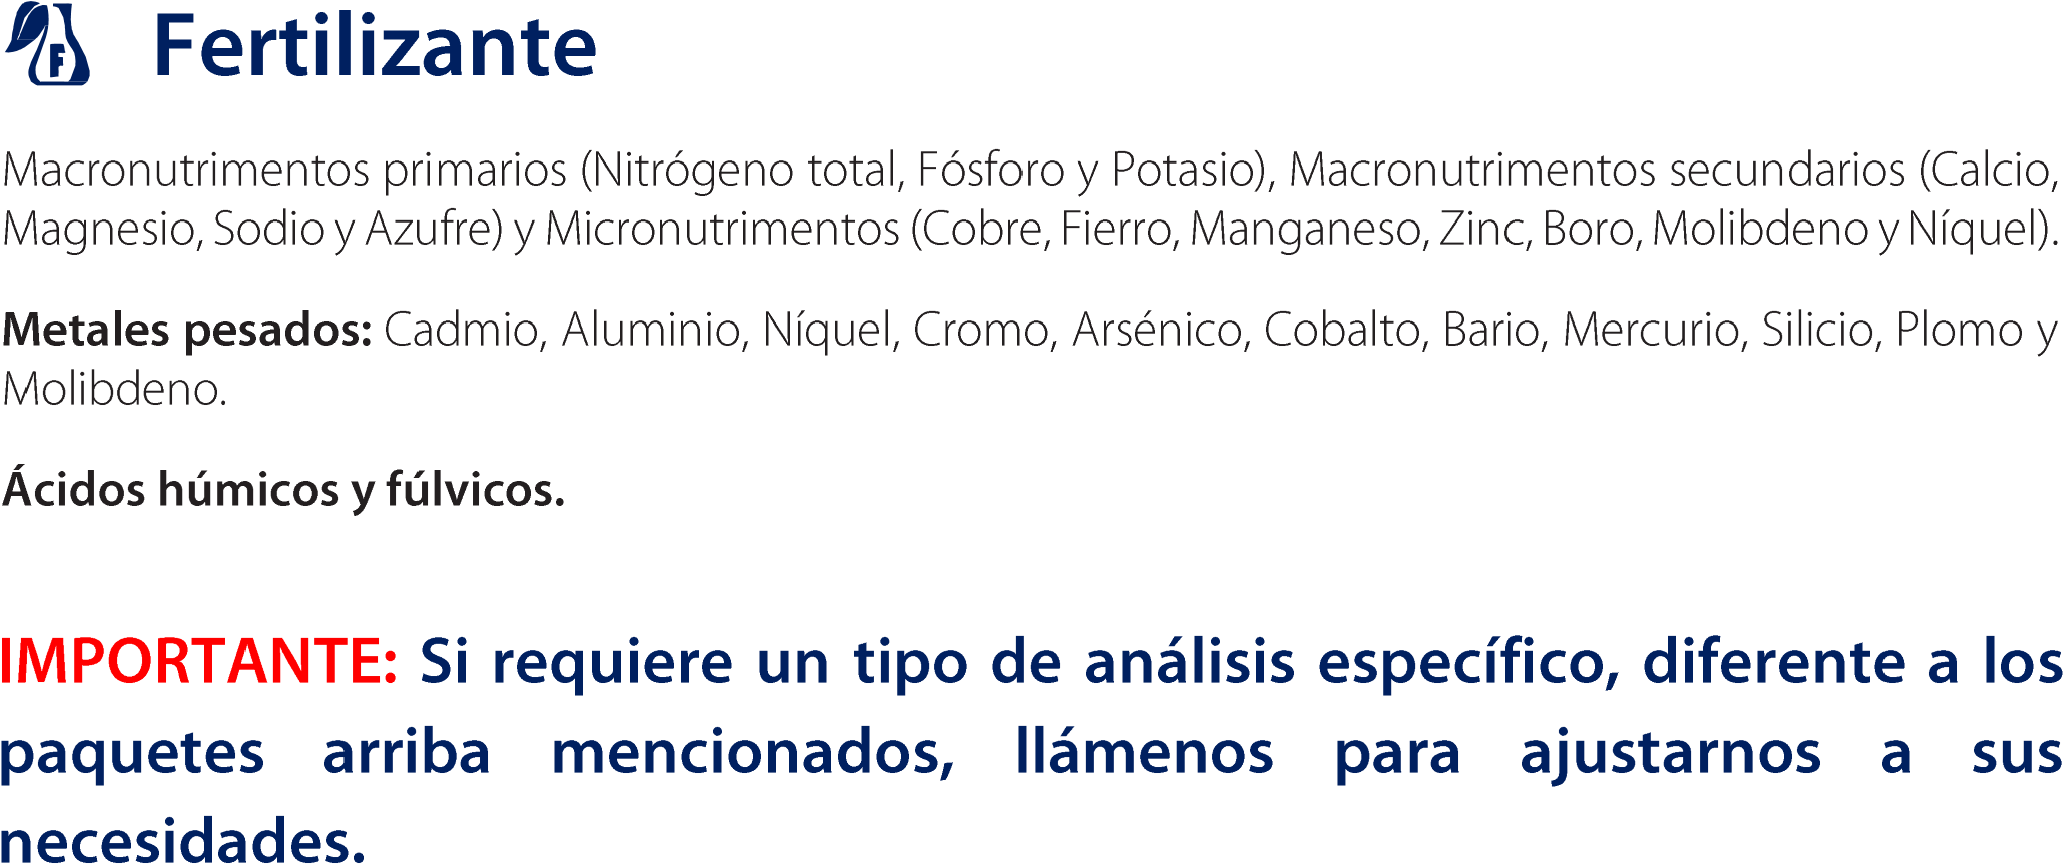 F
Fertilizante
Macronutrimentos primarios (Nitrógeno total, Fósforo y Potasio), Macronutrimentos secundarios (Calcio,
Magnesio, Sodio y Azufre) y Micronutrimentos (Cobre, Fierro, Manganeso, Zinc, Boro, Molibdeno y Níquel).
Metales pesados: Cadmio, Aluminio, Níquel, Cromo, Arsénico, Cobalto, Bario, Mercurio, Silicio, Plomo y
Molibdeno.
Ácidos húmicos y fúlvicos.
IMPORTANTE: Si requiere un tipo de análisis específico, diferente a los
paquetes arriba mencionados, llámenos para ajustarnos a sus
necesidades.